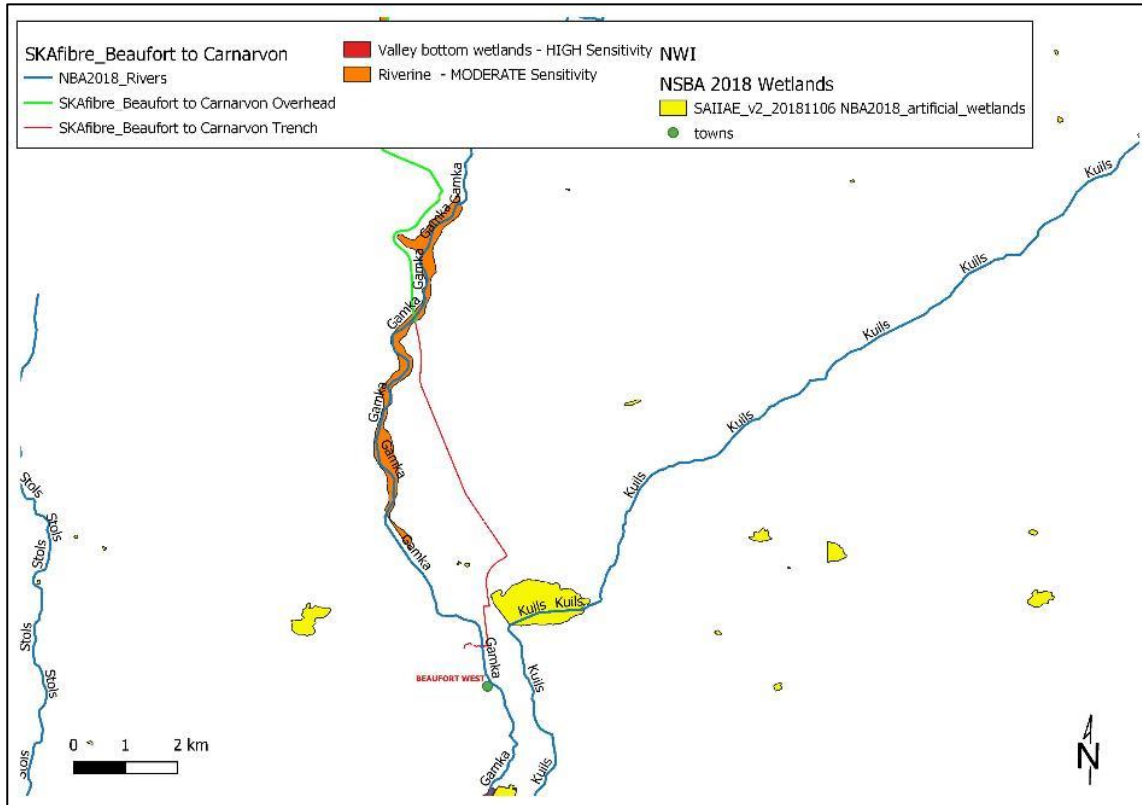 SKAfibre_Beaufort to Carnarvon
NBA2018_Rivers
SKAfibre_Beaufort to Carnarvon Overhead
SKAfibre_Beaufort to Carnarvon Trench
Valley bottom wetlands - HIGH Sensitivity
Riverine - MODERATE Sensitivity
NWI
NSBA 2018 Wetlands
SAIIAE_v2_20181106 NBA2018_artificial_wetlands
towns
Gamka
Gamka
Gamka
Gamka
Gamka
Gamka
Gamka
Gamka
Gamka
Kuils
Kuils
Kuils
Kuils
Kuils
Kuils Kuils
Kuils
Kuils
Stols
Stols
Stols
Stols
Stols
Stols
BEAUFORT WEST
0 1 2 km
N